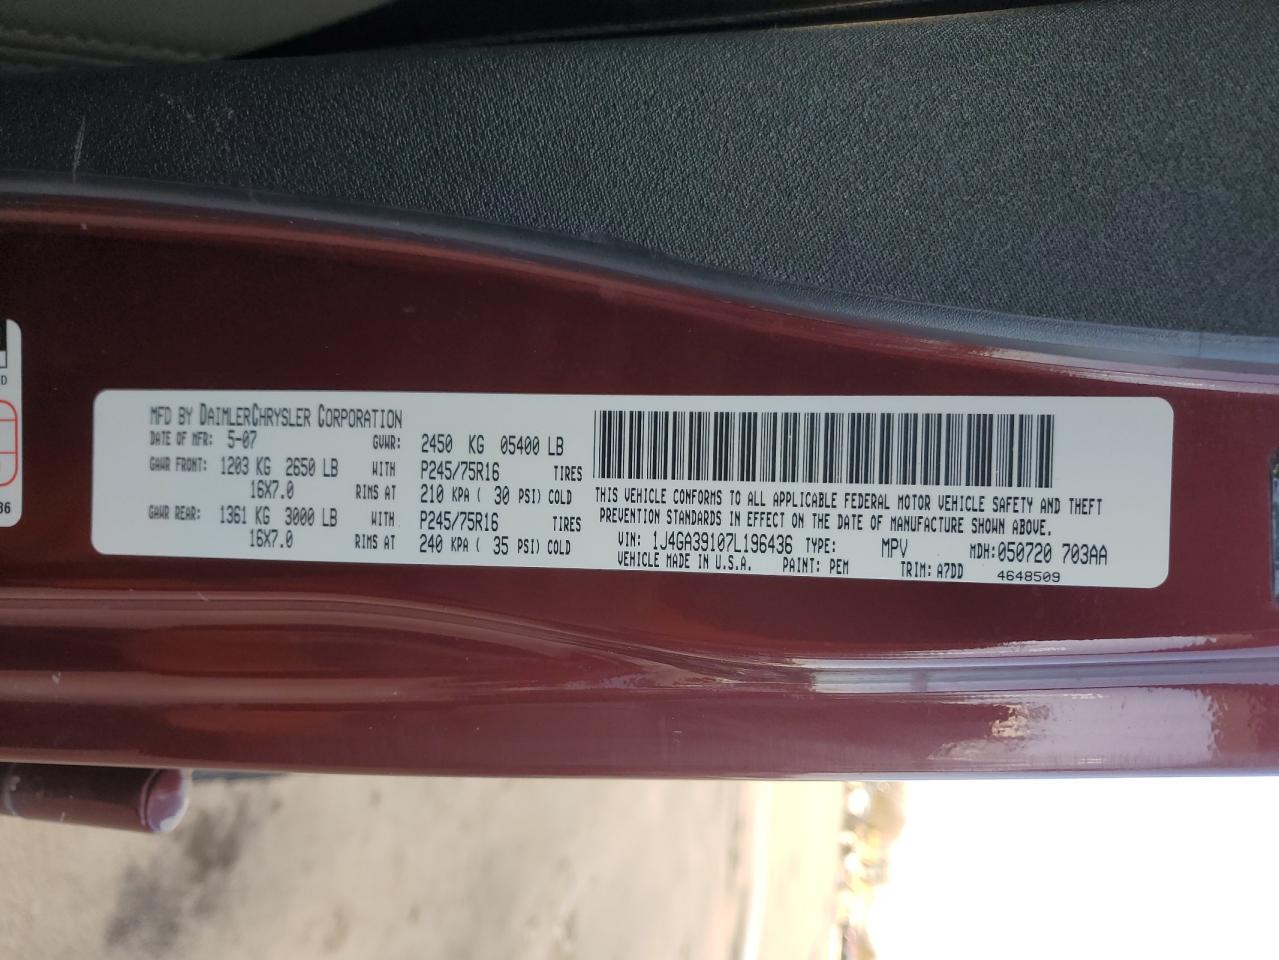 MFD BY DAIMLERCHRYSLER CORPORATION
DATE OF MFR: 5-07 GVWR: 2450 KG 05400 LB
GAWR FRONT: 1203 KG 2650 LB WITH P245/75R16 TIRES
16X7.0 RIMS AT 210 KPA ( 30 PSI) COLD
GAWR REAR: 1361 KG 3000 LB WITH P245/75R16 TIRES
16X7.0 RIMS AT 240 KPA ( 35 PSI) COLD
THIS VEHICLE CONFORMS TO ALL APPLICABLE FEDERAL MOTOR VEHICLE SAFETY AND THEFT
PREVENTION STANDARDS IN EFFECT ON THE DATE OF MANUFACTURE SHOWN ABOVE.
VIN: 1J4GA39107L196436 TYPE: MPV MDH: 050720 703AA
VEHICLE MADE IN U.S.A. PAINT: PEM TRIM: A7DD 4648509